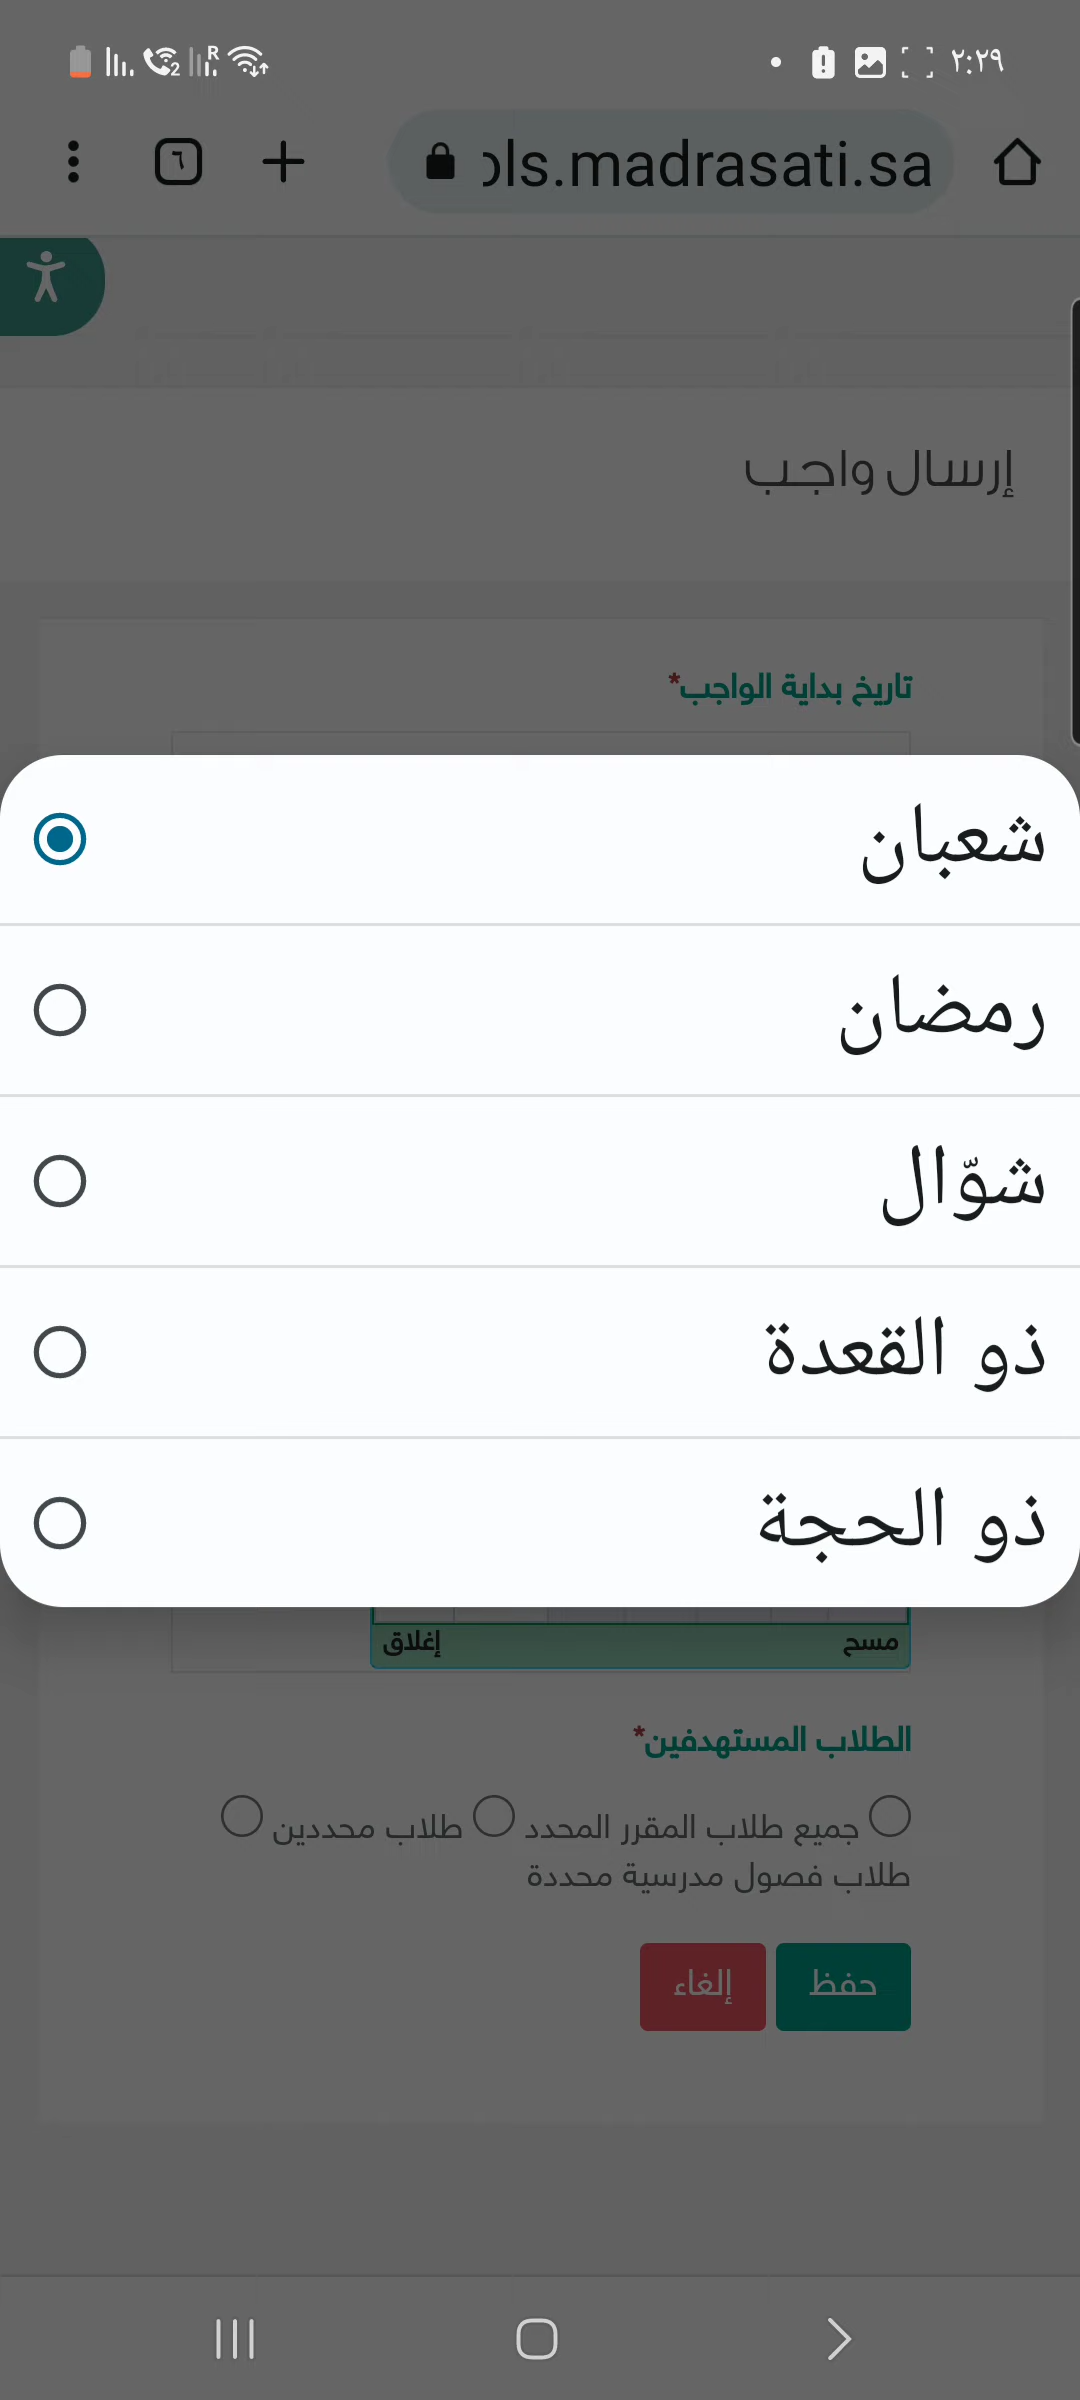 ٢:٢٩
٦
ols.madrasati.sa
إرسال واجب
تاريخ بداية الواجب*
شعبان
رمضان
شوّال
ذو القعدة
ذو الحجة
مسح
إغلاق
الطلاب المستهدفين*
جميع طلاب المقرر المحدد طلاب محددين
طلاب فصول مدرسية محددة
حفظ
إلغاء